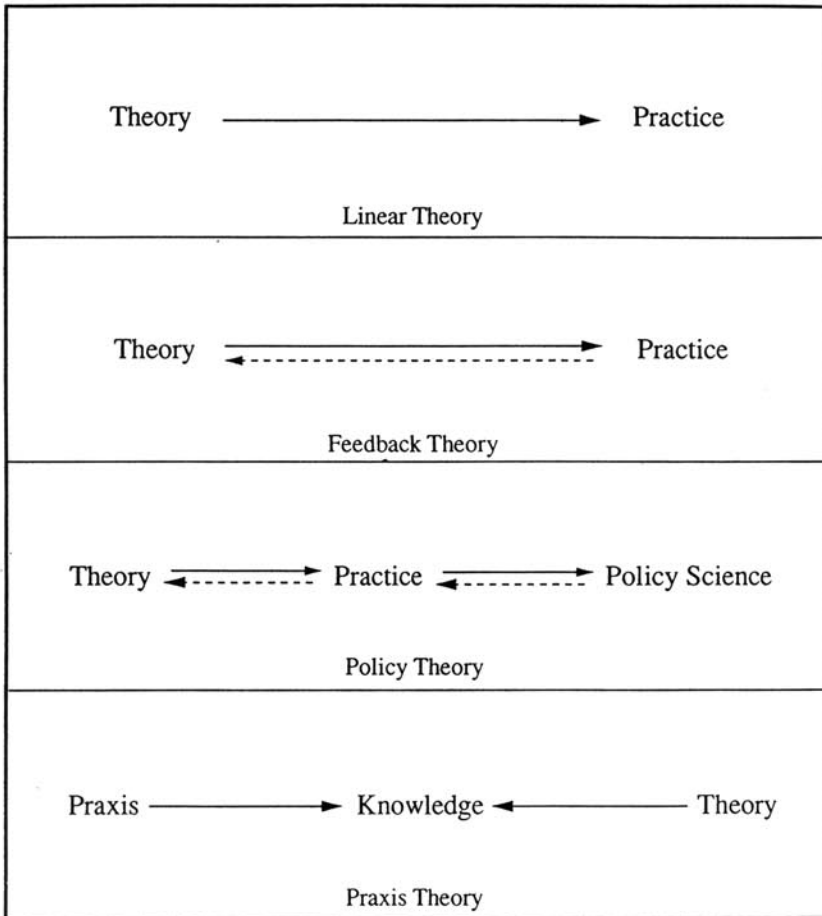 Theory Practice
Linear Theory
Theory Practice
Feedback Theory
Theory Practice Policy Science
Policy Theory
Praxis Knowledge Theory
Praxis Theory